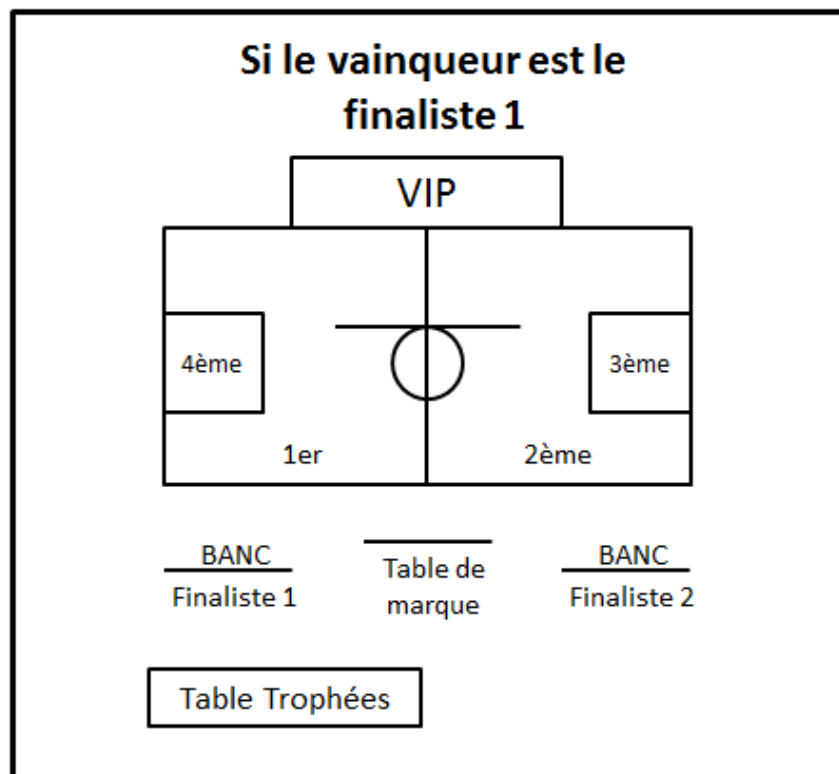 Si le vainqueur est le
finaliste 1
VIP
4ème
3ème
1er
2ème
BANC
Finaliste 1
Table de
marque
BANC
Finaliste 2
Table Trophées